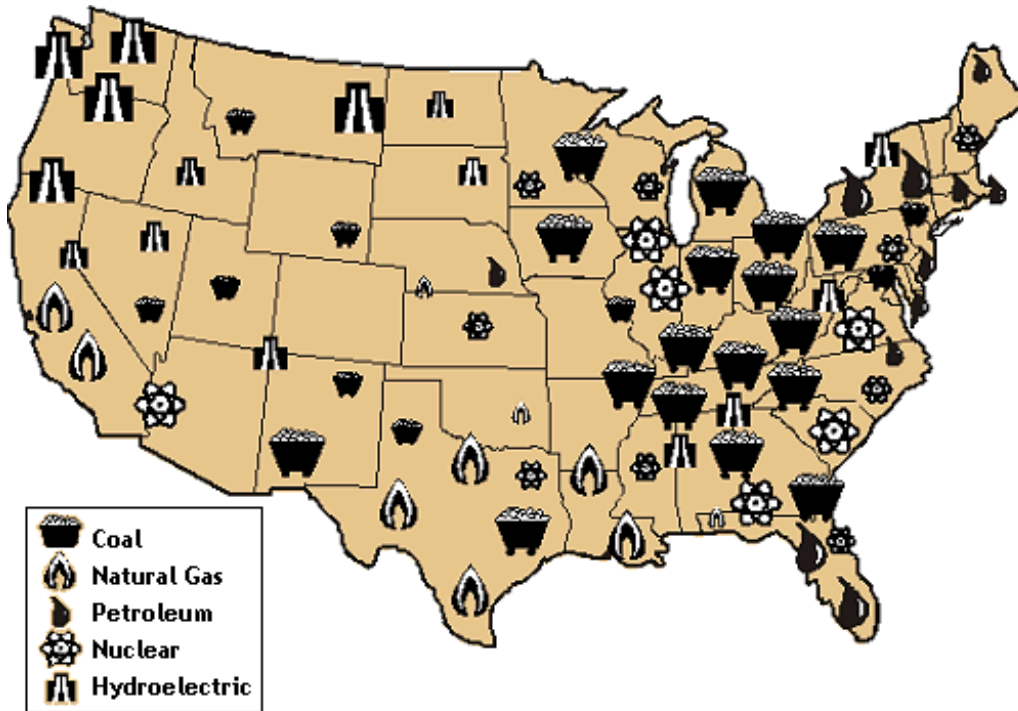 Coal
Natural Gas
Petroleum
Nuclear
Hydroelectric